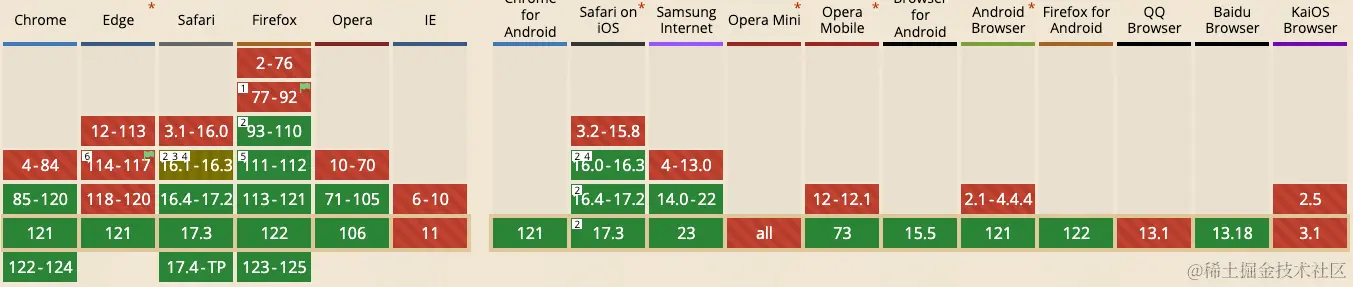 Chrome Edge * Safari Firefox Opera IE Chrome for Android Safari on iOS * Samsung Internet Opera Mini * Opera Mobile * Browser for Android Android Browser * Firefox for Android QQ Browser Baidu Browser KaiOS Browser
2-76
1 77-92
12-113 3.1-16.0 2 93-110 3.2-15.8
4-84 6 114-117 2 3 4 16.1-16.3 5 111-112 10-70 2 4 16.0-16.3 4-13.0
85-120 118-120 16.4-17.2 113-121 71-105 6-10 2 16.4-17.2 14.0-22 12-12.1 2.1-4.4.4 2.5
121 121 17.3 122 106 11 121 2 17.3 23 all 73 15.5 121 122 13.1 13.18 3.1
122-124 17.4-TP 123-125
@稀土掘金技术社区